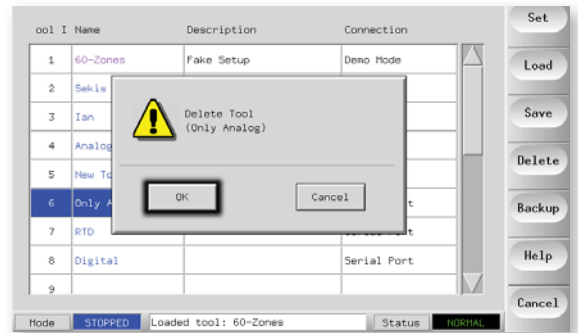 ool I Name Description Connection
1 60-Zones Fake Setup Demo Mode
2 Sekis
3 Ian
4 Analog
5 New To
6 Only A t
7 RTD
8 Digital Serial Port
9
Delete Tool
(Only Analog)
OK Cancel
Set
Load
Save
Delete
Backup
Help
Cancel
Mode STOPPED Loaded tool: 60-Zones Status NORMAL